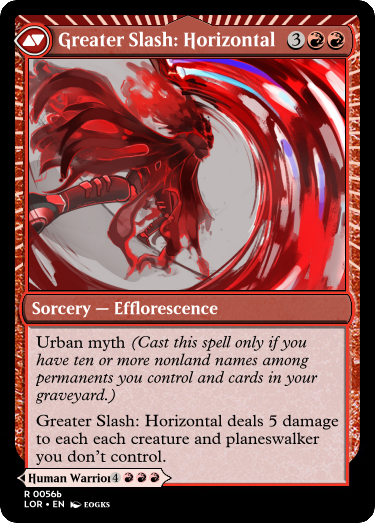 Greater Slash: Horizontal 3
Sorcery — Efflorescence
Urban myth (Cast this spell only if you
have ten or more nonland names among
permanents you control and cards in your
graveyard.)
Greater Slash: Horizontal deals 5 damage
to each each creature and planeswalker
you don't control.
Human Warrior 4
R 0056b
LOR • EN EOGKS